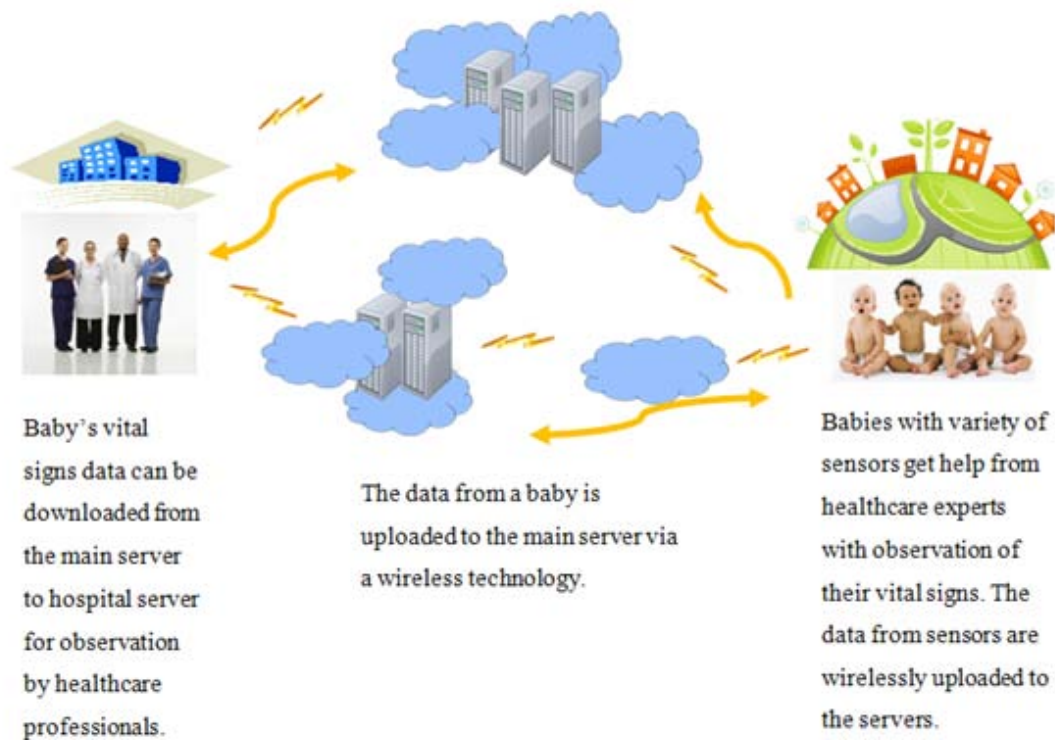 Baby's vital
signs data can be
downloaded from
the main server
to hospital server
for observation
by healthcare
professionals.
The data from a baby is
uploaded to the main server via
a wireless technology.
Babies with variety of
sensors get help from
healthcare experts
with observation of
their vital signs. The
data from sensors are
wirelessly uploaded to
the servers.